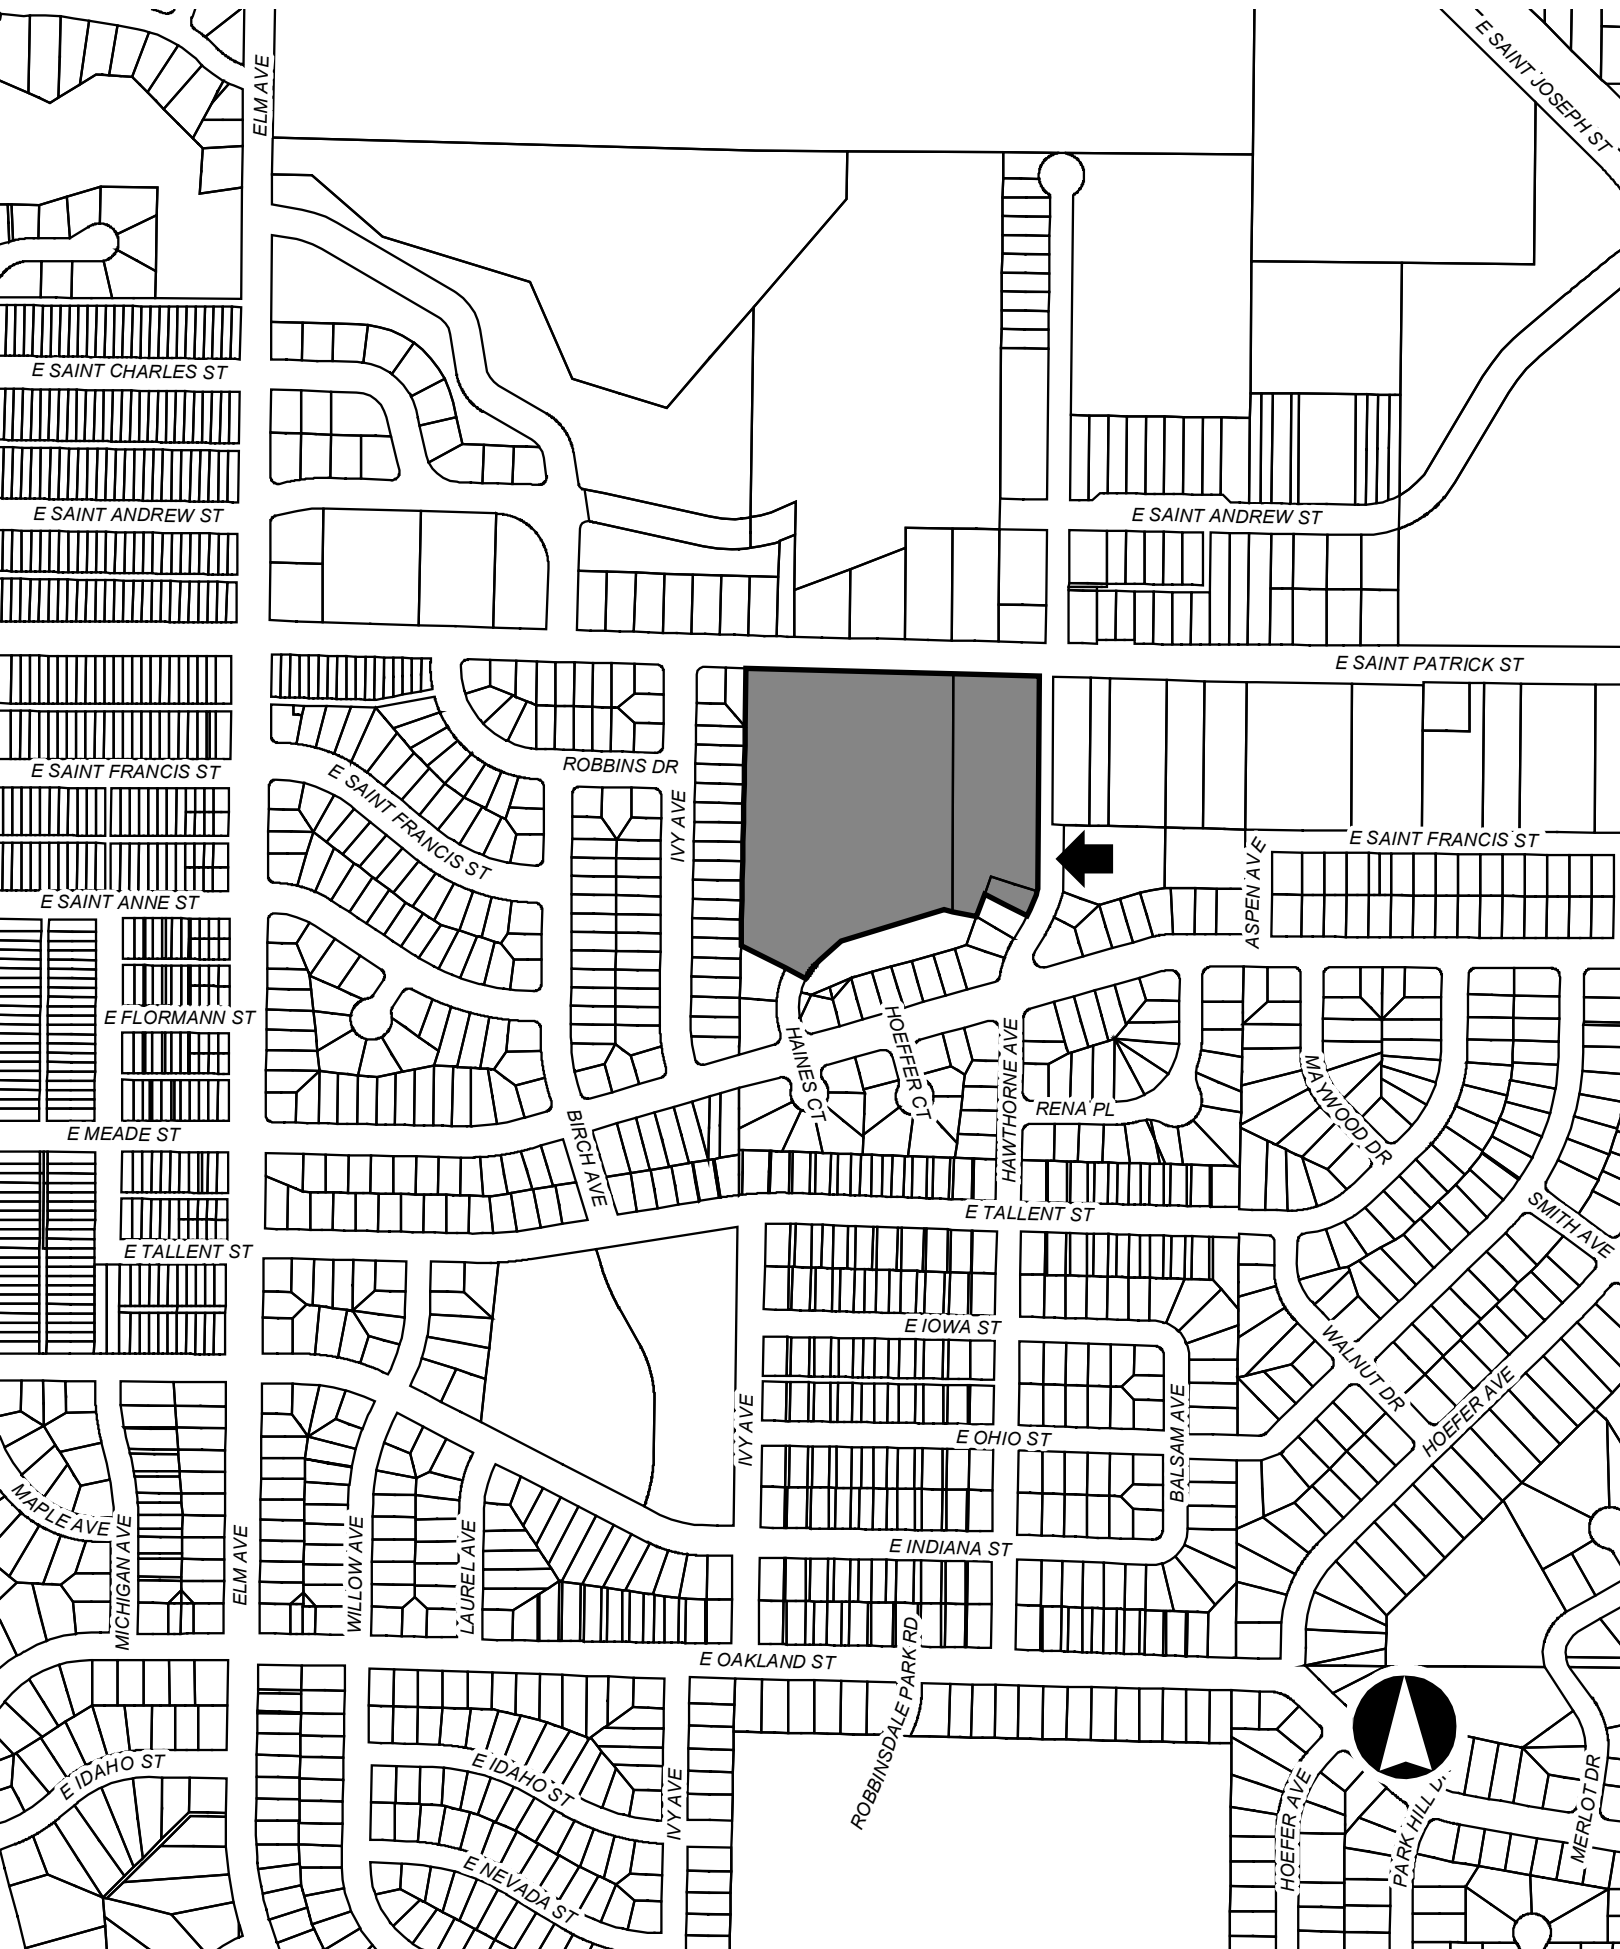 ELM AVE
E SAINT JOSEPH ST
E SAINT CHARLES ST
E SAINT ANDREW ST
E SAINT ANDREW ST
E SAINT PATRICK ST
E SAINT FRANCIS ST
ROBBINS DR
E SAINT FRANCIS ST
IVY AVE
E SAINT FRANCIS ST
ASPEN AVE
E SAINT ANNE ST
E FLORMANN ST
HAINES CT
HOEFFER CT
HAWTHORNE AVE
RENA PL
MAYWOOD DR
E MEADE ST
BIRCH AVE
E TALLENT ST
SMITH AVE
E TALLENT ST
E IOWA ST
WALNUT DR
HOEFER AVE
IVY AVE
BALSAM AVE
E OHIO ST
MAPLE AVE
MICHIGAN AVE
ELM AVE
WILLOW AVE
LAUREL AVE
E INDIANA ST
E OAKLAND ST
ROBBINSDALE PARK RD
E IDAHO ST
E IDAHO ST
IVY AVE
HOEFER AVE
PARK HILL DR
MERLOT DR
E NEVADA ST